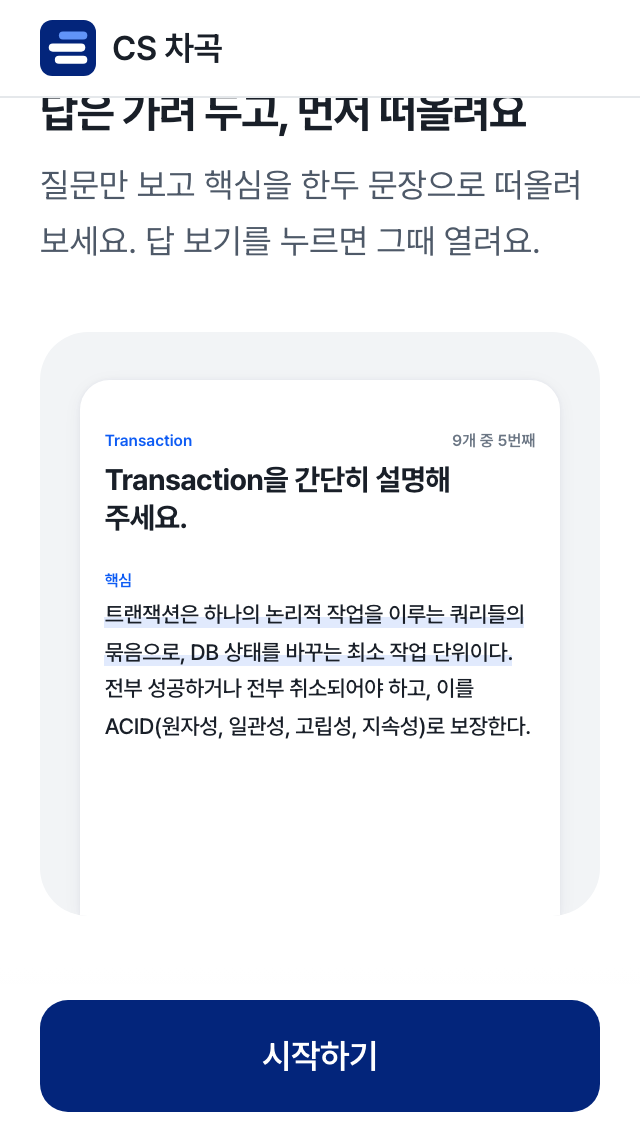 CS 차곡
답은 가려 두고, 먼저 떠올려요
질문만 보고 핵심을 한두 문장으로 떠올려
보세요. 답 보기를 누르면 그때 열려요.
Transaction
9개 중 5번째
Transaction을 간단히 설명해
주세요.
핵심
트랜잭션은 하나의 논리적 작업을 이루는 쿼리들의
묶음으로, DB 상태를 바꾸는 최소 작업 단위이다.
전부 성공하거나 전부 취소되어야 하고, 이를
ACID(원자성, 일관성, 고립성, 지속성)로 보장한다.
시작하기